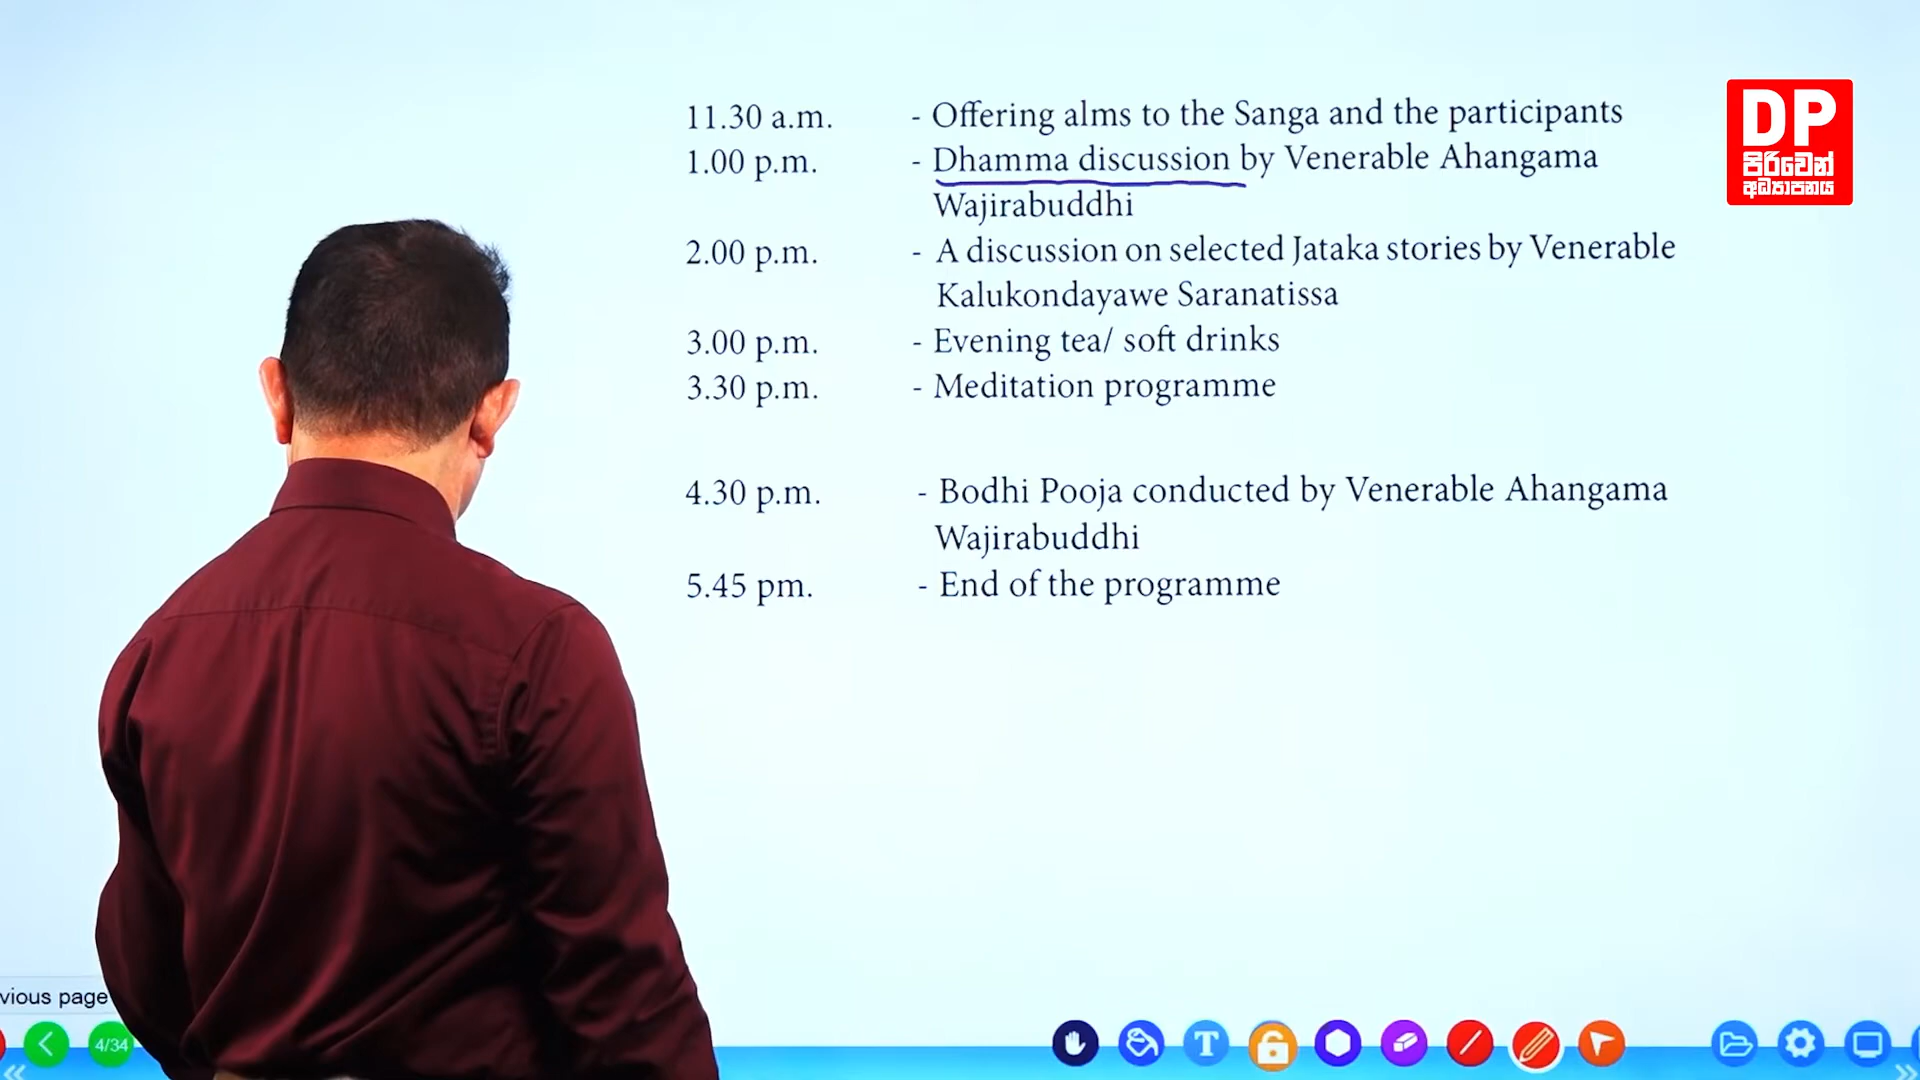 DP
පිරිවෙන්
අධ්‍යාපනය
11.30 a.m. - Offering alms to the Sanga and the participants
1.00 p.m. - Dhamma discussion by Venerable Ahangama
Wajirabuddhi
2.00 p.m. - A discussion on selected Jataka stories by Venerable
Kalukondayawe Saranatissa
3.00 p.m. - Evening tea/ soft drinks
3.30 p.m. - Meditation programme
4.30 p.m. - Bodhi Pooja conducted by Venerable Ahangama
Wajirabuddhi
5.45 pm. - End of the programme
vious page
4/34
T